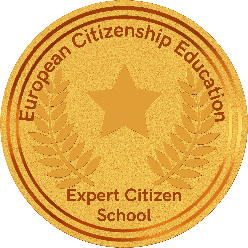 European Citizenship Education
Expert Citizen
School